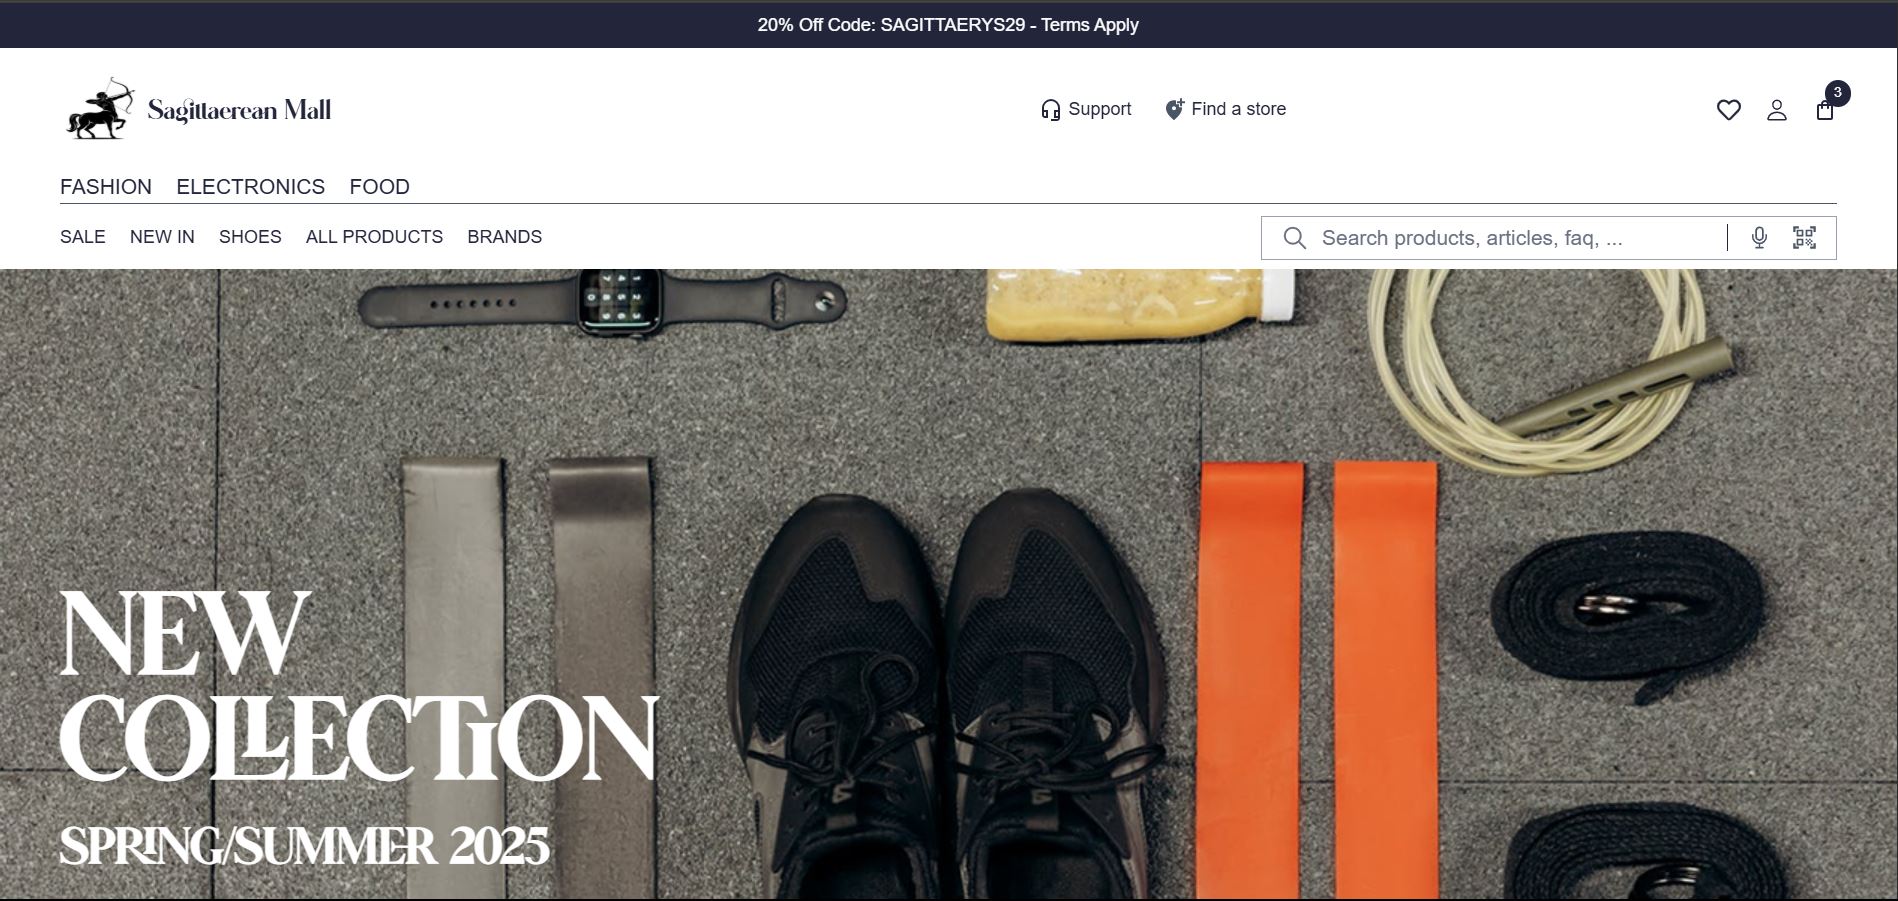 20% Off Code: SAGITTAERYS29 - Terms Apply
Sagittaerean Mall
Support
Find a store
3
FASHION ELECTRONICS FOOD
SALE NEW IN SHOES ALL PRODUCTS BRANDS
Search products, articles, faq, ...
NEW
COLLECTION
SPRING/SUMMER 2025